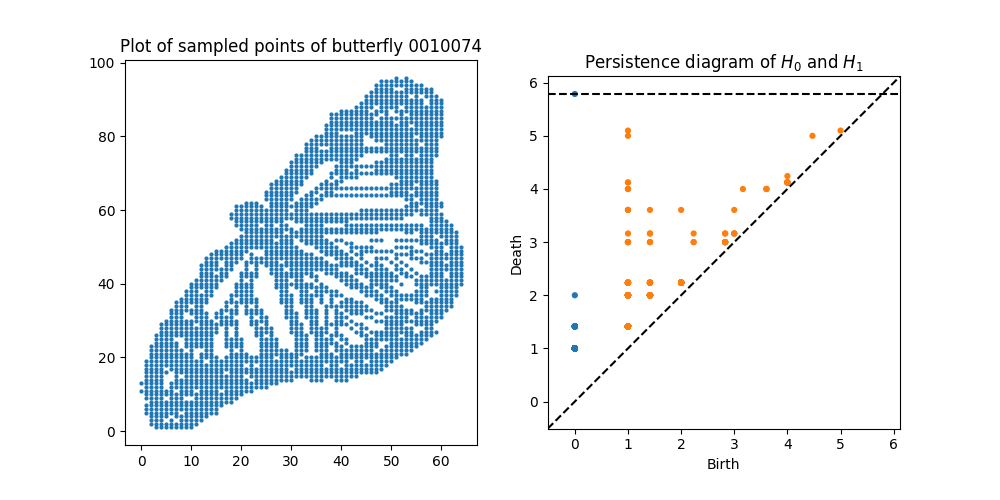 Plot of sampled points of butterfly 0010074
100
80
60
40
20
0
0 10 20 30 40 50 60
Persistence diagram of $H_0$ and $H_1$
6
5
4
3
2
1
0
Death
0 1 2 3 4 5 6
Birth